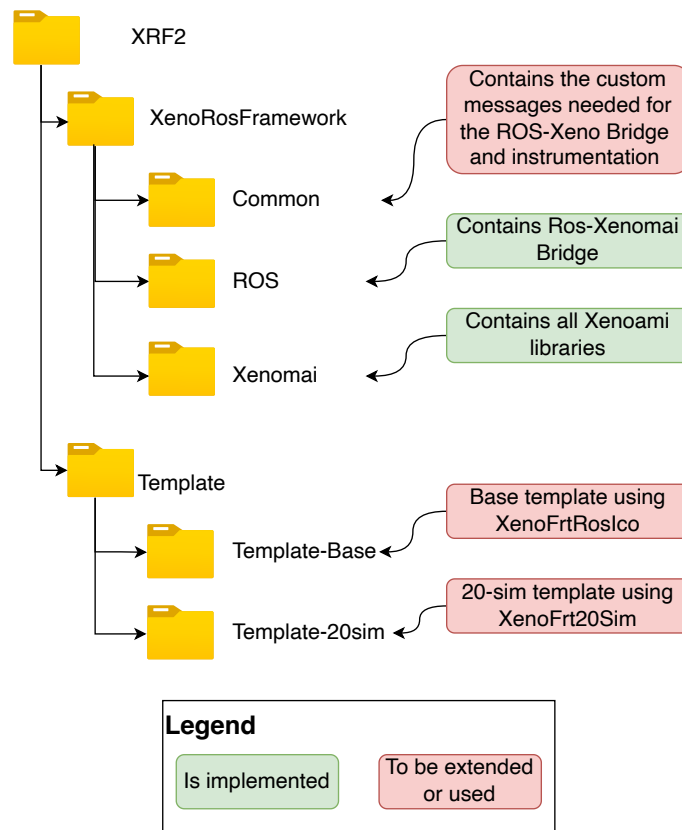 XRF2
XenoRosFramework
Contains the custom
messages needed for
the ROS-Xeno Bridge
and instrumentation
Common
Contains Ros-Xenomai
Bridge
ROS
Contains all Xenoami
libraries
Xenomai
Template
Base template using
XenoFrtRosIco
Template-Base
20-sim template using
XenoFrt20Sim
Template-20sim
Legend
Is implemented
To be extended
or used